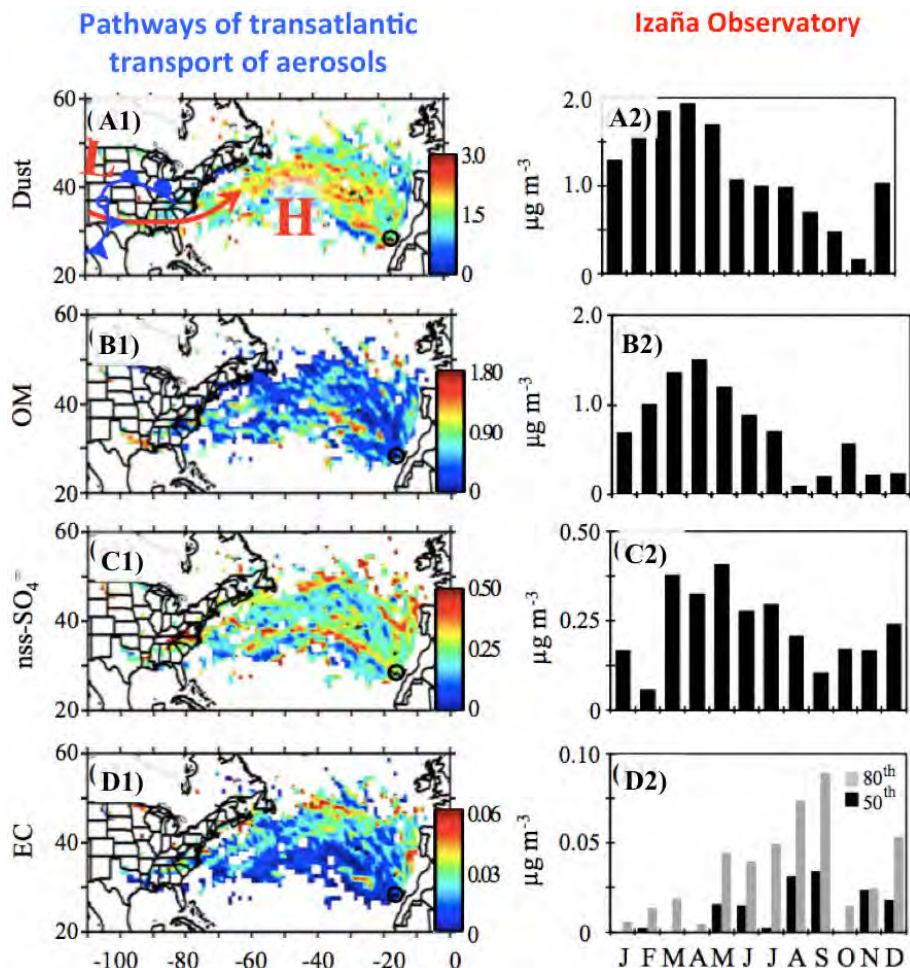 Pathways of transatlantic
transport of aerosols
Izaña Observatory
Dust
60
40
20
(A1)
L
H
3.0
1.5
0
A2)
2.0
1.0
0
µg m⁻³
OM
60
40
20
(B1)
1.80
0.90
0
B2)
2.0
1.0
0
µg m⁻³
nss-SO₄⁼
60
40
20
(C1)
0.50
0.25
0
C2)
0.50
0.25
0
µg m⁻³
EC
60
40
20
(D1)
0.06
0.03
0
-100 -80 -60 -40 -20 0
D2)
80th
50th
0.10
0.05
0
µg m⁻³
J F M A M J J A S O N D